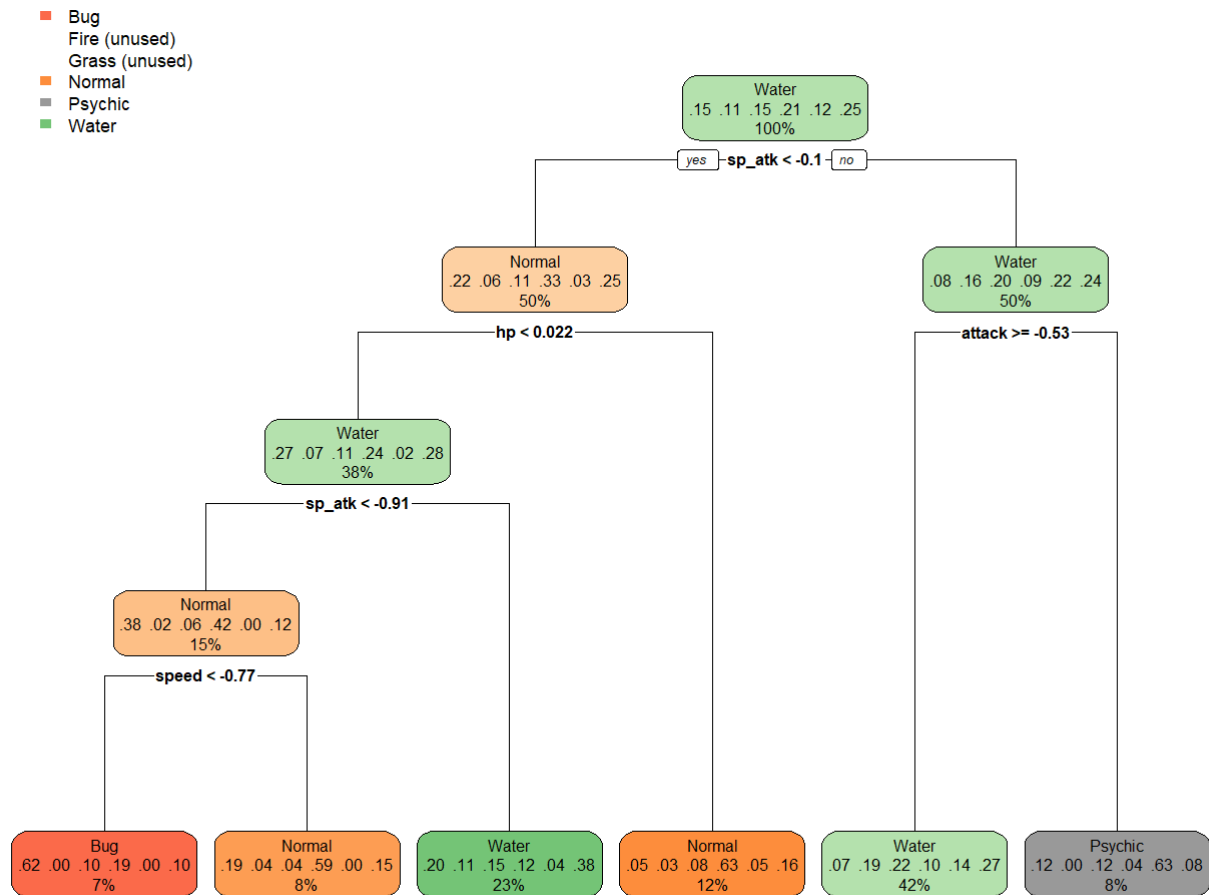 Bug
Fire (unused)
Grass (unused)
Normal
Psychic
Water
Water
.15 .11 .15 .21 .12 .25
100%
yes sp_atk < -0.1 no
Normal
.22 .06 .11 .33 .03 .25
50%
Water
.08 .16 .20 .09 .22 .24
50%
hp < 0.022
attack >= -0.53
Water
.27 .07 .11 .24 .02 .28
38%
sp_atk < -0.91
Normal
.38 .02 .06 .42 .00 .12
15%
speed < -0.77
Bug
.62 .00 .10 .19 .00 .10
7%
Normal
.19 .04 .04 .59 .00 .15
8%
Water
.20 .11 .15 .12 .04 .38
23%
Normal
.05 .03 .08 .63 .05 .16
12%
Water
.07 .19 .22 .10 .14 .27
42%
Psychic
.12 .00 .12 .04 .63 .08
8%